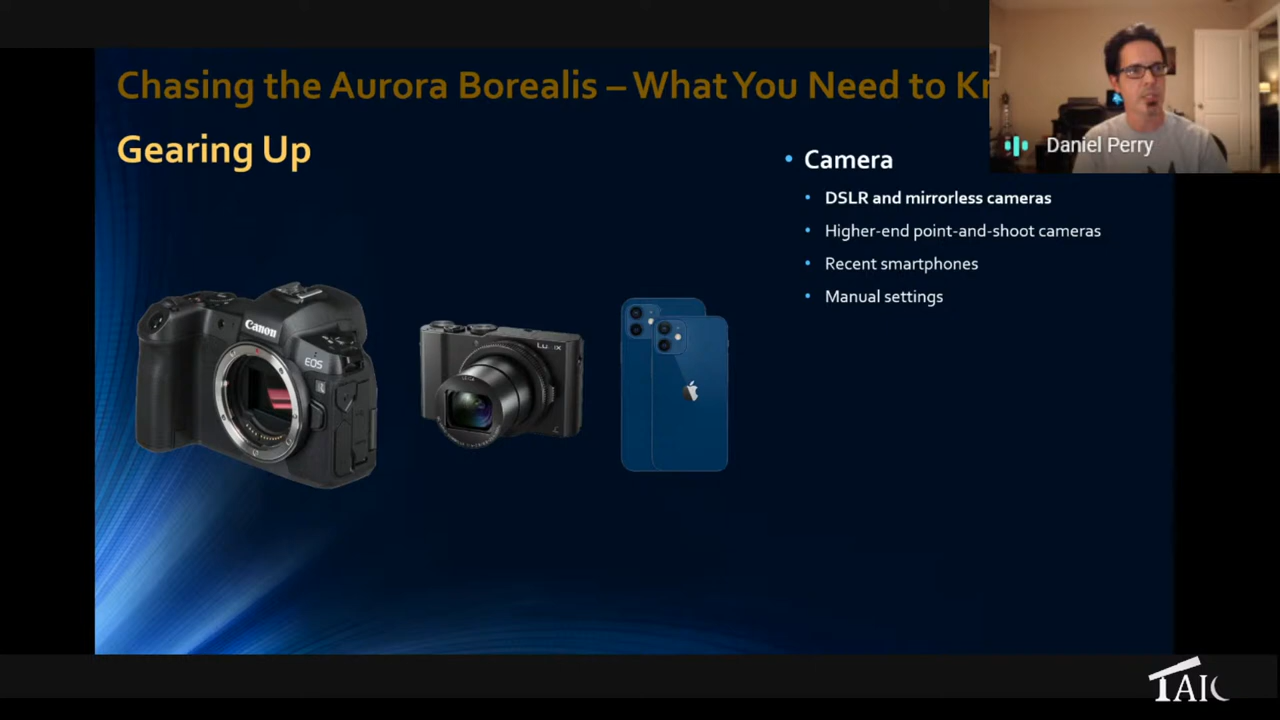 Chasing the Aurora Borealis – What You Need to
Gearing Up
Daniel Perry
• Camera
• DSLR and mirrorless cameras
• Higher-end point-and-shoot cameras
• Recent smartphones
• Manual settings
Canon
EOS
R
LUMIX
L
TAIC